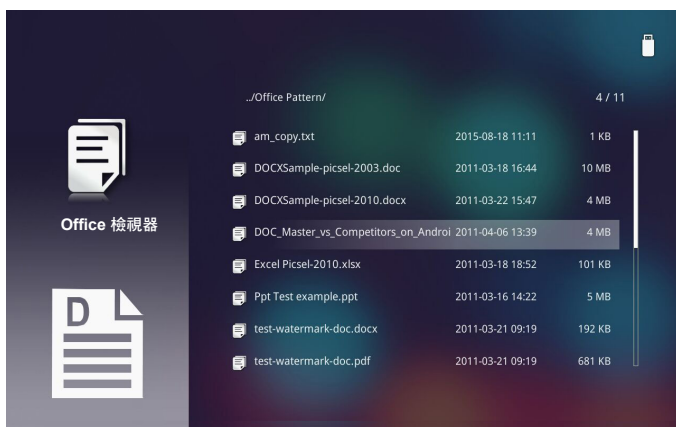 ../Office Pattern/ 4 / 11
am_copy.txt 2015-08-18 11:11 1 KB
DOCXSample-picsel-2003.doc 2011-03-18 16:44 10 MB
DOCXSample-picsel-2010.docx 2011-03-22 15:47 4 MB
Office 檢視器
DOC_Master_vs_Competitors_on_Androi 2011-04-06 13:39 4 MB
Excel Picsel-2010.xlsx 2011-03-18 18:52 101 KB
Ppt Test example.ppt 2011-03-16 14:22 5 MB
D
test-watermark-doc.docx 2011-03-21 09:19 192 KB
test-watermark-doc.pdf 2011-03-21 09:19 681 KB